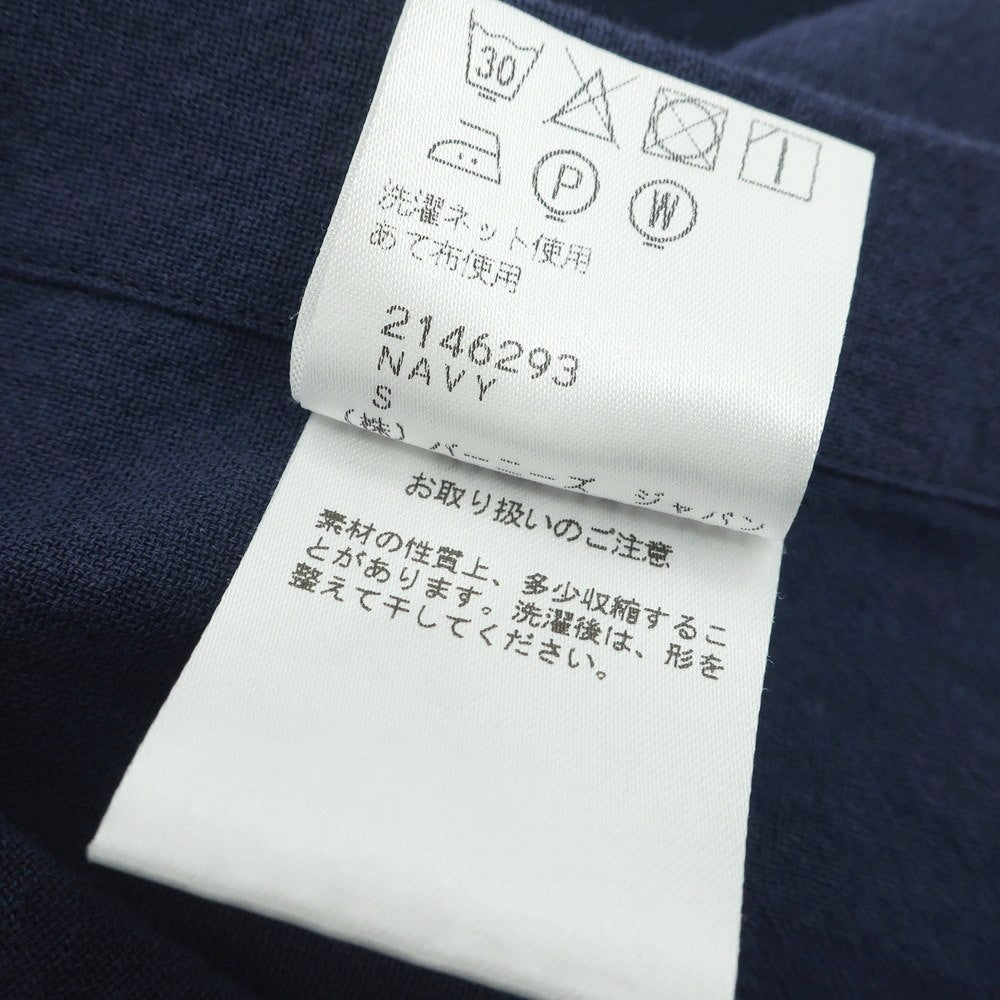 30
P
W
洗濯ネット使用
あて布使用
2146293
NAVY
S
（株）バーニーズ ジャパン
お取り扱いのご注意
素材の性質上、多少収縮するこ
とがあります。洗濯後は、形を
整えて干してください。